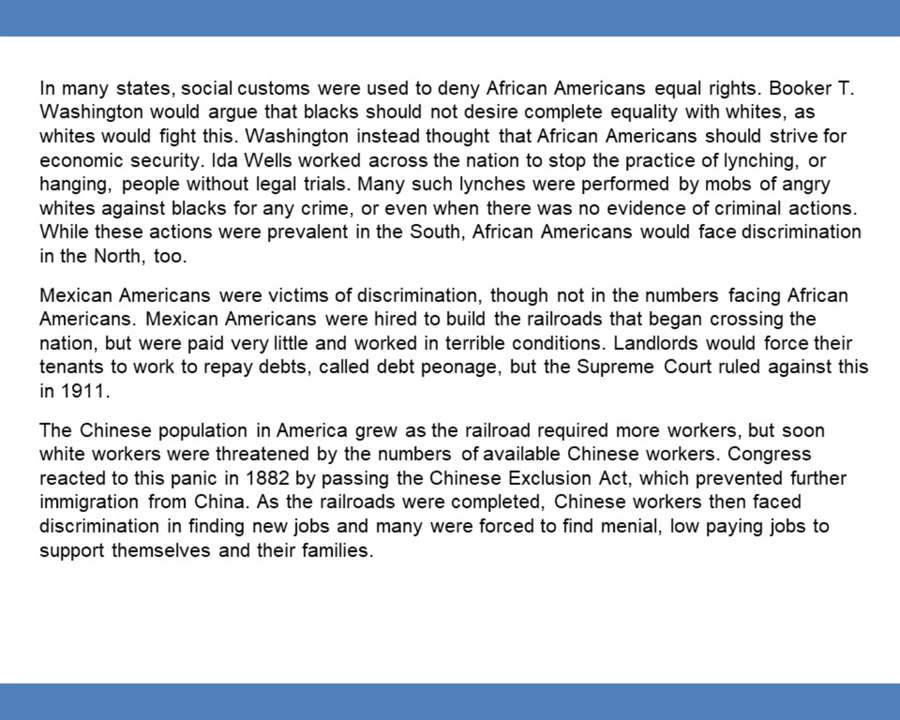 In many states, social customs were used to deny African Americans equal rights. Booker T.
Washington would argue that blacks should not desire complete equality with whites, as
whites would fight this. Washington instead thought that African Americans should strive for
economic security. Ida Wells worked across the nation to stop the practice of lynching, or
hanging, people without legal trials. Many such lynches were performed by mobs of angry
whites against blacks for any crime, or even when there was no evidence of criminal actions.
While these actions were prevalent in the South, African Americans would face discrimination
in the North, too.
Mexican Americans were victims of discrimination, though not in the numbers facing African
Americans. Mexican Americans were hired to build the railroads that began crossing the
nation, but were paid very little and worked in terrible conditions. Landlords would force their
tenants to work to repay debts, called debt peonage, but the Supreme Court ruled against this
in 1911.
The Chinese population in America grew as the railroad required more workers, but soon
white workers were threatened by the numbers of available Chinese workers. Congress
reacted to this panic in 1882 by passing the Chinese Exclusion Act, which prevented further
immigration from China. As the railroads were completed, Chinese workers then faced
discrimination in finding new jobs and many were forced to find menial, low paying jobs to
support themselves and their families.